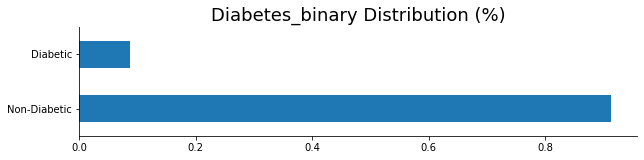 Diabetes_binary Distribution (%)
Diabetic
Non-Diabetic
0.0 0.2 0.4 0.6 0.8